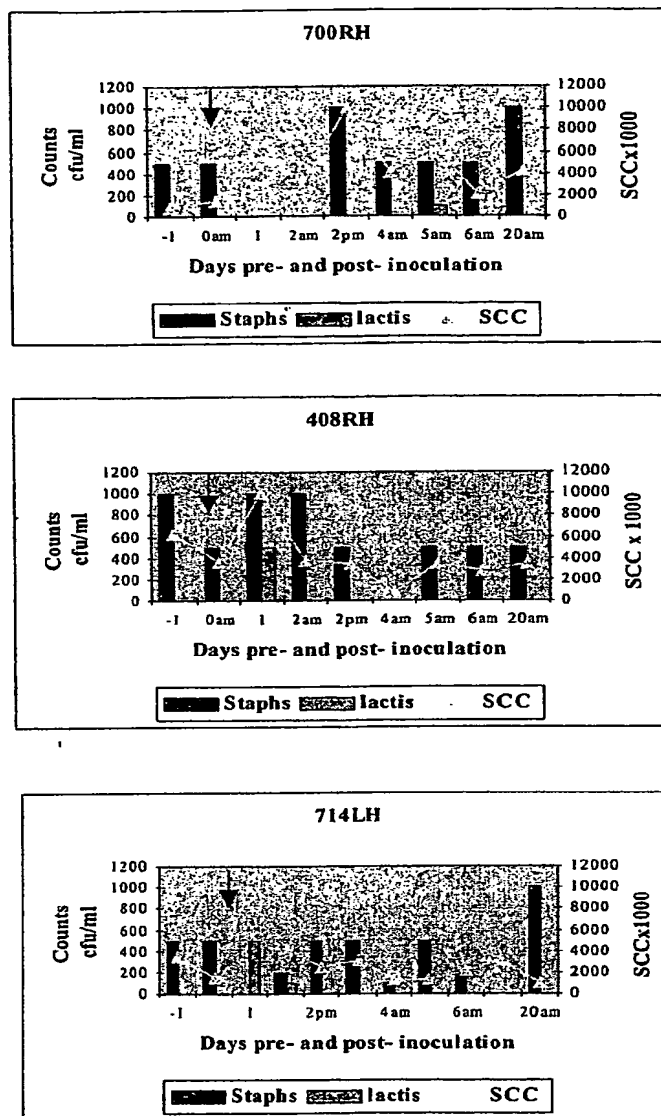 700RH
1200
1000
800
600
400
200
0
Counts
cfu/ml
12000
10000
8000
6000
4000
2000
0
SCCx1000
-1 0am 1 2am 2pm 4am 5am 6am 20am
Days pre- and post- inoculation
Staphs lactis SCC
408RH
1200
1000
800
600
400
200
0
Counts
cfu/ml
12000
10000
8000
6000
4000
2000
0
SCC x 1000
-1 0am 1 2am 2pm 4am 5am 6am 20am
Days pre- and post- inoculation
Staphs lactis SCC
714LH
1200
1000
800
600
400
200
0
Counts
cfu/ml
12000
10000
8000
6000
4000
2000
0
SCCx1000
-1 1 2pm 4am 6am 20am
Days pre- and post- inoculation
Staphs lactis SCC